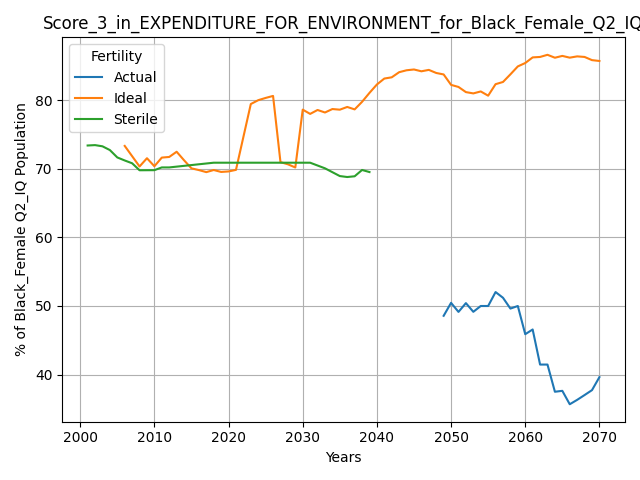 Score_3_in_EXPENDITURE_FOR_ENVIRONMENT_for_Black_Female_Q2_IQ
Fertility
Actual
Ideal
Sterile
% of Black_Female Q2_IQ Population
80
70
60
50
40
2000 2010 2020 2030 2040 2050 2060 2070
Years